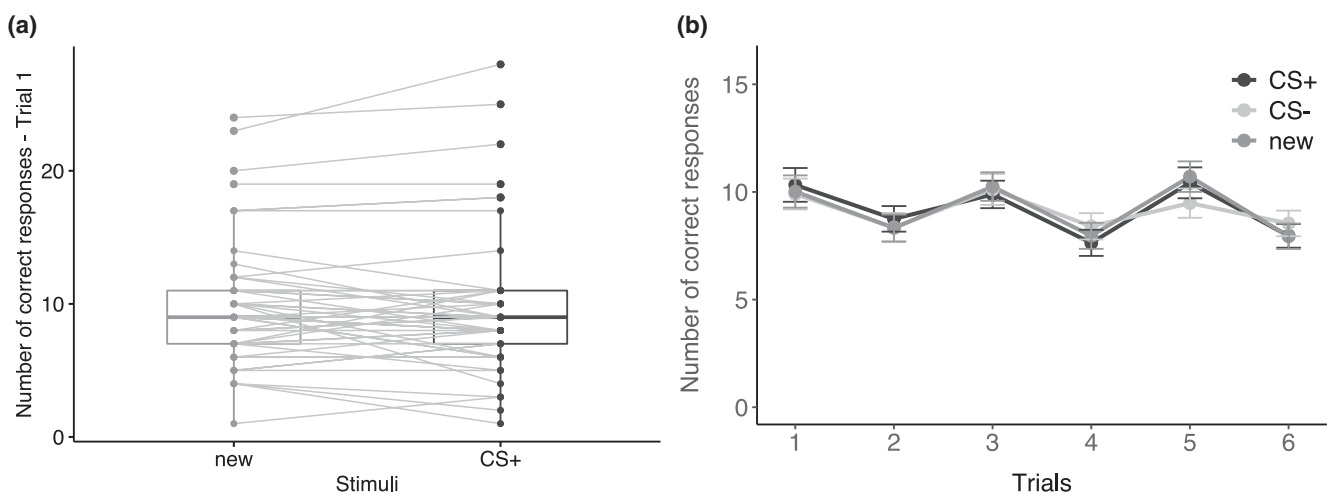 (a)
Number of correct responses - Trial 1
20
10
0
new
CS+
Stimuli
(b)
Number of correct responses
15
10
5
0
CS+
CS-
new
1
2
3
4
5
6
Trials